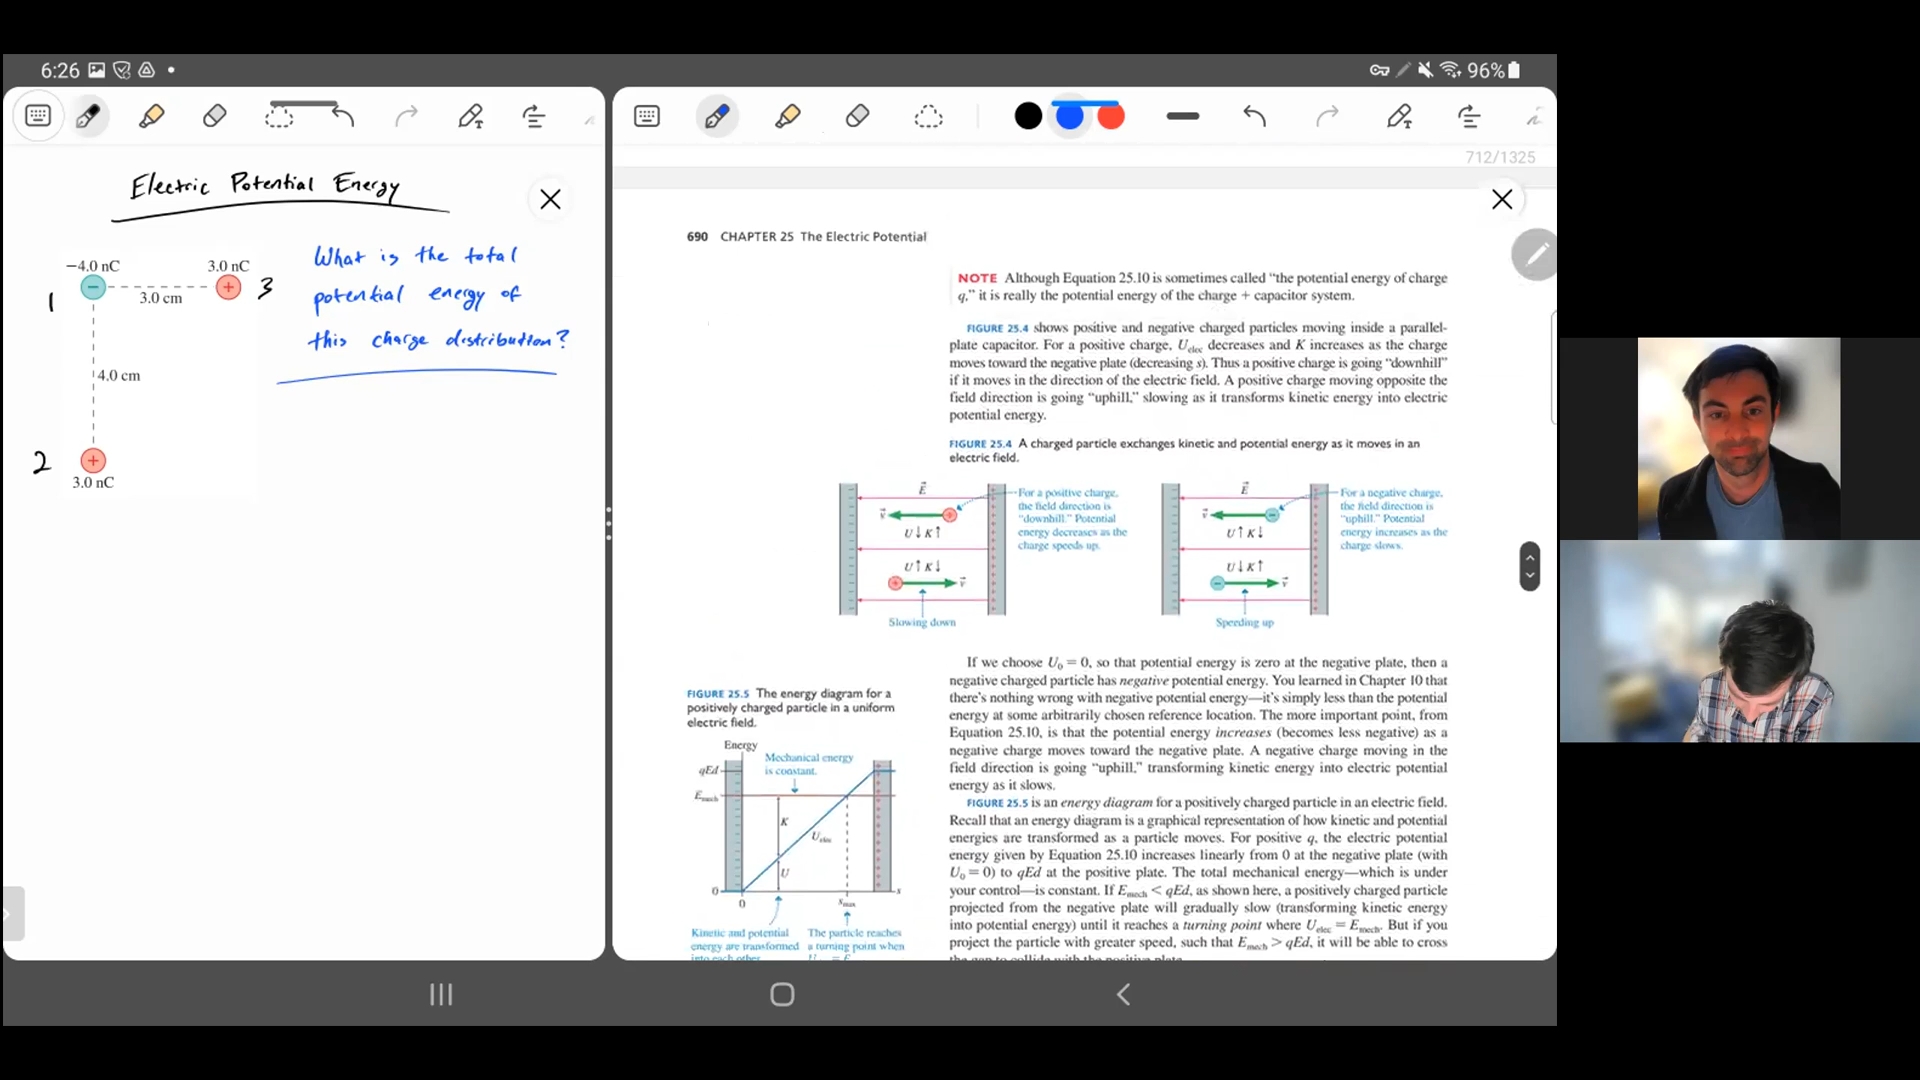 6:26
96%
Electric Potential Energy
−4.0 nC
3.0 nC
1
3.0 cm
3
4.0 cm
2
3.0 nC
What is the total
potential energy of
this charge distribution?
712/1325
690 CHAPTER 25 The Electric Potential
NOTE Although Equation 25.10 is sometimes called “the potential energy of charge
q,” it is really the potential energy of the charge + capacitor system.
FIGURE 25.4 shows positive and negative charged particles moving inside a parallel-
plate capacitor. For a positive charge, Uelec decreases and K increases as the charge
moves toward the negative plate (decreasing s). Thus a positive charge is going “downhill”
if it moves in the direction of the electric field. A positive charge moving opposite the
field direction is going “uphill,” slowing as it transforms kinetic energy into electric
potential energy.
FIGURE 25.4 A charged particle exchanges kinetic and potential energy as it moves in an
electric field.
E
v
U↓K↑
U↑K↓
v
Slowing down
For a positive charge,
the field direction is
“downhill.” Potential
energy decreases as the
charge speeds up.
E
v
U↑K↓
U↓K↑
v
Speeding up
For a negative charge,
the field direction is
“uphill.” Potential
energy increases as the
charge slows.
If we choose U0 = 0, so that potential energy is zero at the negative plate, then a
negative charged particle has negative potential energy. You learned in Chapter 10 that
there’s nothing wrong with negative potential energy—it’s simply less than the potential
energy at some arbitrarily chosen reference location. The more important point, from
Equation 25.10, is that the potential energy increases (becomes less negative) as a
negative charge moves toward the negative plate. A negative charge moving in the
field direction is going “uphill,” transforming kinetic energy into electric potential
energy as it slows.
FIGURE 25.5 is an energy diagram for a positively charged particle in an electric field.
Recall that an energy diagram is a graphical representation of how kinetic and potential
energies are transformed as a particle moves. For positive q, the electric potential
energy given by Equation 25.10 increases linearly from 0 at the negative plate (with
U0 = 0) to qEd at the positive plate. The total mechanical energy—which is under
your control—is constant. If Emech < qEd, as shown here, a positively charged particle
projected from the negative plate will gradually slow (transforming kinetic energy
into potential energy) until it reaches a turning point where Uelec = Emech. But if you
project the particle with greater speed, such that Emech > qEd, it will be able to cross
the gap to collide with the positive plate.
FIGURE 25.5 The energy diagram for a
positively charged particle in a uniform
electric field.
Energy
Mechanical energy
is constant.
qEd
Emech
K
Uelec
U
0
s
0
smax
Kinetic and potential
energy are transformed
into each other.
The particle reaches
a turning point when